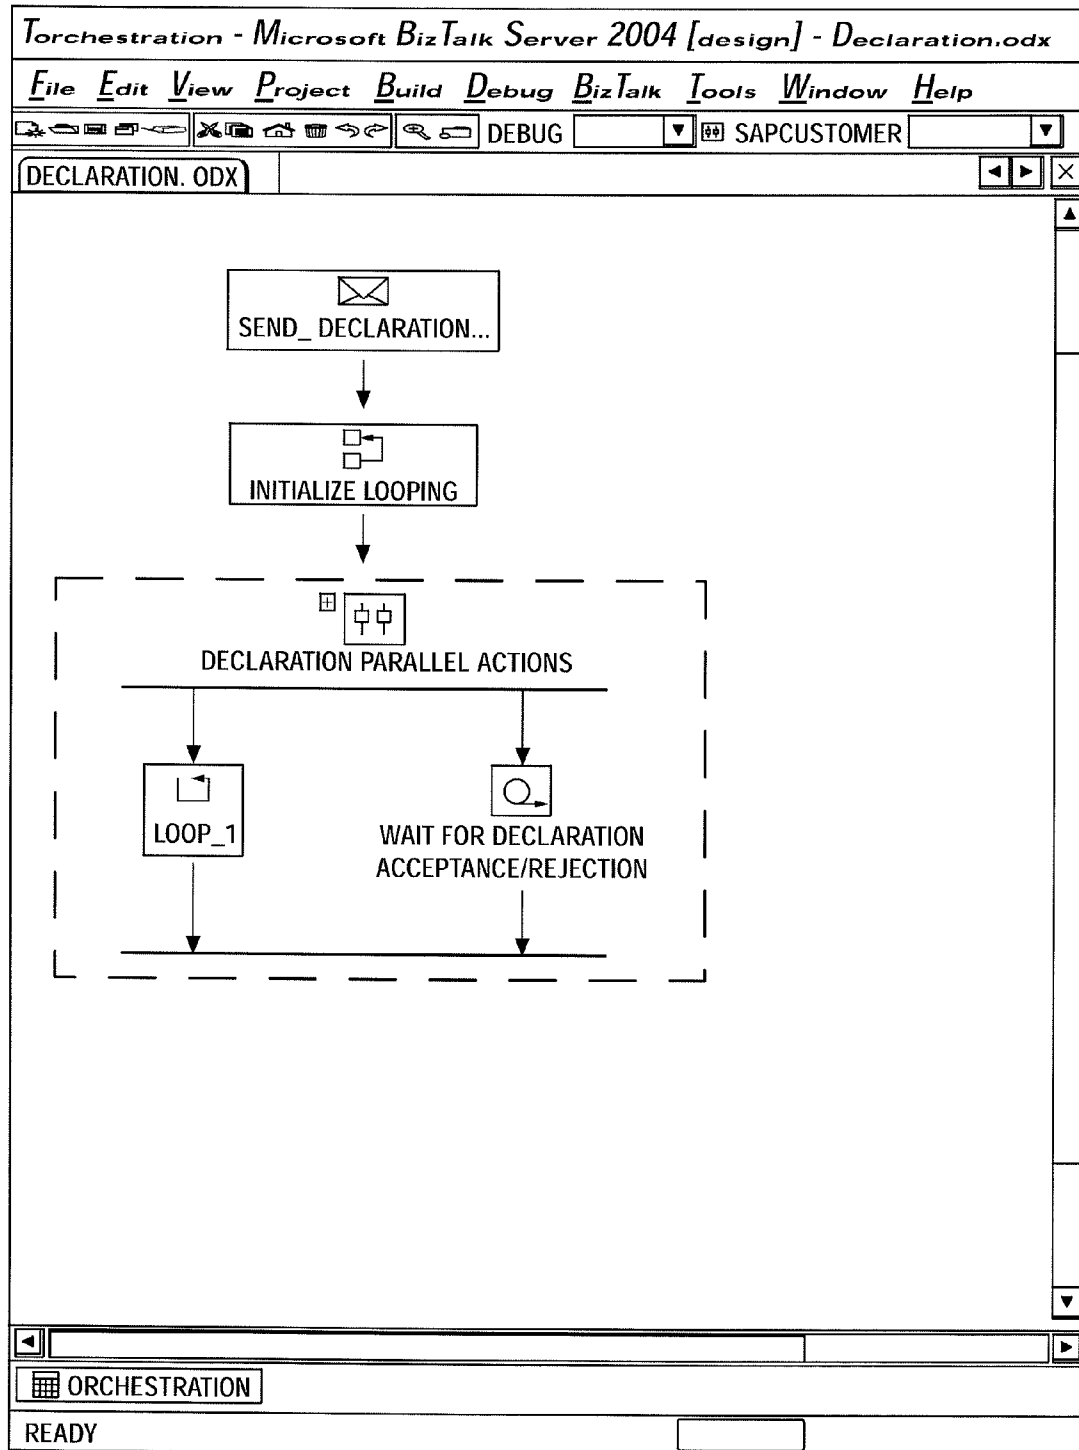 Torchestration - Microsoft BizTalk Server 2004 [design] - Declaration.odx
File Edit View Project Build Debug BizTalk Tools Window Help
DEBUG SAPCUSTOMER
DECLARATION. ODX
SEND_ DECLARATION...
INITIALIZE LOOPING
DECLARATION PARALLEL ACTIONS
LOOP_1
WAIT FOR DECLARATION
ACCEPTANCE/REJECTION
ORCHESTRATION
READY